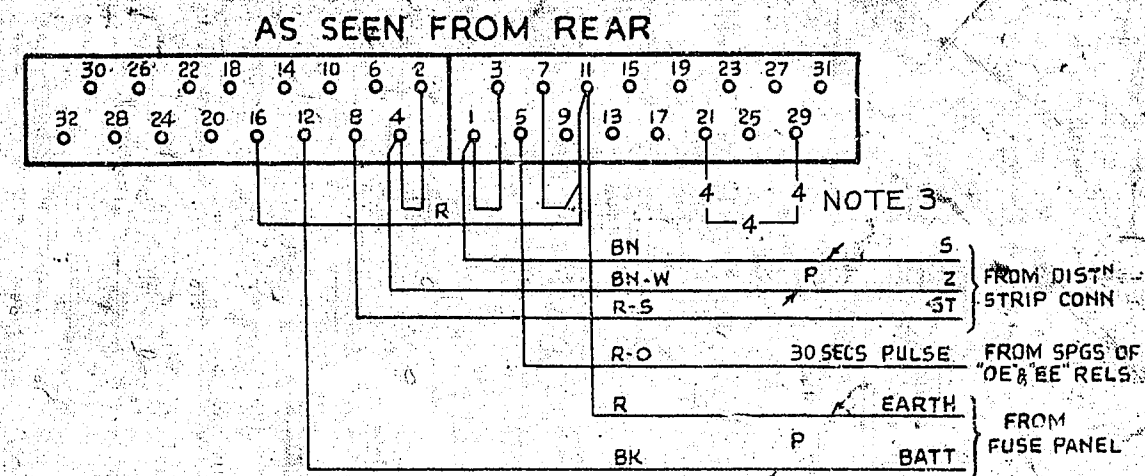 AS SEEN FROM REAR
30 26 22 18 14 10 6 2 3 7 11 15 19 23 27 31
32 28 24 20 16 12 8 4 1 5 9 13 17 21 25 29
4 4 NOTE 3
R 4
BN S
BN-W P Z FROM DISTN
R-S ST STRIP CONN
R-O 30 SECS PULSE FROM SPGS OF
"OE"&"EE" RELS
R EARTH FROM
P FUSE PANEL
BK BATT